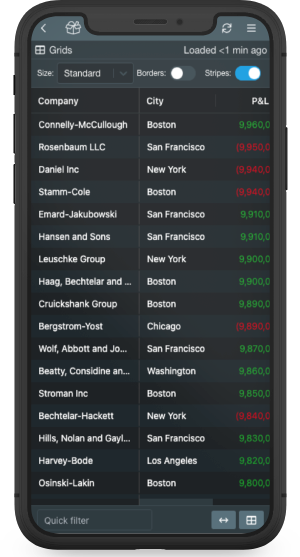 Grids Loaded <1 min ago
Size: Standard Borders: Stripes:
Company City P&L
Connelly-McCullough Boston 9,960,0
Rosenbaum LLC San Francisco (9,950,0
Daniel Inc New York (9,940,0
Stamm-Cole Boston (9,940,0
Emard-Jakubowski San Francisco 9,910,0
Hansen and Sons San Francisco 9,910,0
Leuschke Group New York 9,900,0
Haag, Bechtelar and ... Boston 9,900,0
Cruickshank Group Boston 9,890,0
Bergstrom-Yost Chicago (9,890,0
Wolf, Abbott and Jo... San Francisco 9,870,0
Beatty, Considine an... Washington 9,860,0
Stroman Inc Boston 9,850,0
Bechtelar-Hackett New York (9,840,0
Hills, Nolan and Gayl... San Francisco 9,830,0
Harvey-Bode Los Angeles 9,820,0
Osinski-Lakin Boston 9,800,0
Quick filter